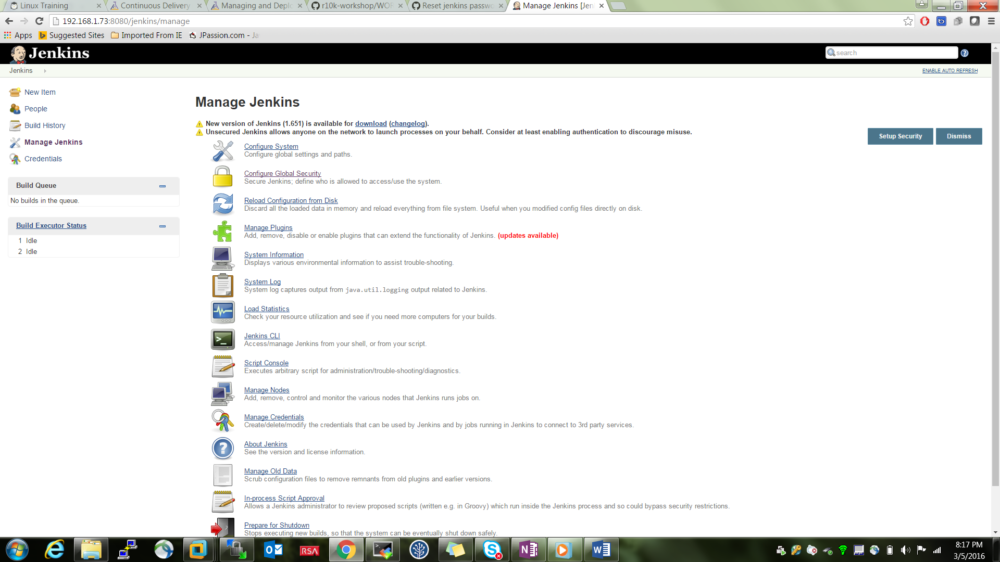 Linux Training
Continuous Delivery
Managing and Deplo
r10k-workshop/WOR
Reset jenkins passwo
Manage Jenkins [Jen
192.168.1.73:8080/jenkins/manage
Apps
Suggested Sites
Imported From IE
JPassion.com - Ja
Jenkins
search
Jenkins
ENABLE AUTO REFRESH
New Item
People
Build History
Manage Jenkins
Credentials
Build Queue
No builds in the queue.
Build Executor Status
1 Idle
2 Idle
Manage Jenkins
New version of Jenkins (1.651) is available for download (changelog).
Unsecured Jenkins allows anyone on the network to launch processes on your behalf. Consider at least enabling authentication to discourage misuse.
Setup Security
Dismiss
Configure System
Configure global settings and paths.
Configure Global Security
Secure Jenkins; define who is allowed to access/use the system.
Reload Configuration from Disk
Discard all the loaded data in memory and reload everything from file system. Useful when you modified config files directly on disk.
Manage Plugins
Add, remove, disable or enable plugins that can extend the functionality of Jenkins. (updates available)
System Information
Displays various environmental information to assist trouble-shooting.
System Log
System log captures output from java.util.logging output related to Jenkins.
Load Statistics
Check your resource utilization and see if you need more computers for your builds.
Jenkins CLI
Access/manage Jenkins from your shell, or from your script.
Script Console
Executes arbitrary script for administration/trouble-shooting/diagnostics.
Manage Nodes
Add, remove, control and monitor the various nodes that Jenkins runs jobs on.
Manage Credentials
Create/delete/modify the credentials that can be used by Jenkins and by jobs running in Jenkins to connect to 3rd party services.
About Jenkins
See the version and license information.
Manage Old Data
Scrub configuration files to remove remnants from old plugins and earlier versions.
In-process Script Approval
Allows a Jenkins administrator to review proposed scripts (written e.g. in Groovy) which run inside the Jenkins process and so could bypass security restrictions.
Prepare for Shutdown
Stops executing new builds, so that the system can be eventually shut down safely.
RSA
8:17 PM
3/5/2016